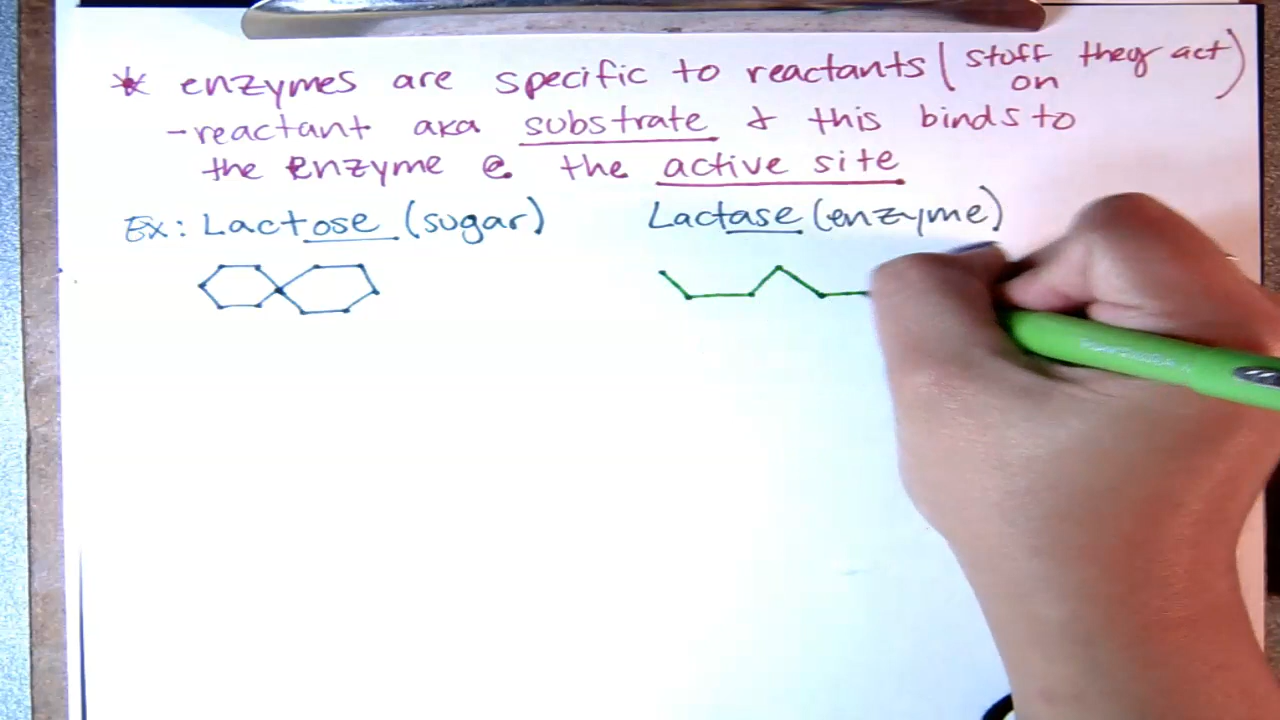 * enzymes are specific to reactants (stuff they act on)
- reactant aka substrate & this binds to
the enzyme @ the active site
Ex: Lactose (sugar) Lactase (enzyme)